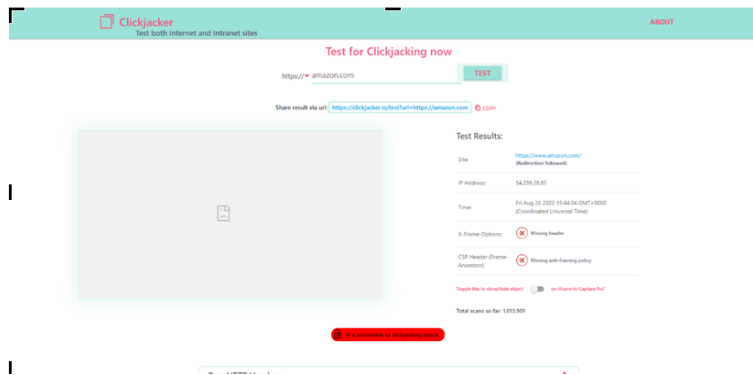 Clickjacker
Test both Internet and Intranet sites
ABOUT
Test for Clickjacking now
https:// amazon.com
TEST
Share result via url: https://clickjacker.io/test?url=https://amazon.com COPY
Test Results:
Site: https://www.amazon.com/
(Redirection followed)
IP Address: 54.239.28.85
Time: Fri Aug 26 2022 15:44:34 GMT+0000
(Coordinated Universal Time)
X-Frame-Options: Missing header
CSP Header (Frame-
Ancestors) Missing anti-framing policy
Toggle this to show/hide object on iframe to Capture PoC
Total scans so far: 1,013,909
It is vulnerable to clickjacking attack
Raw HTTP Headers